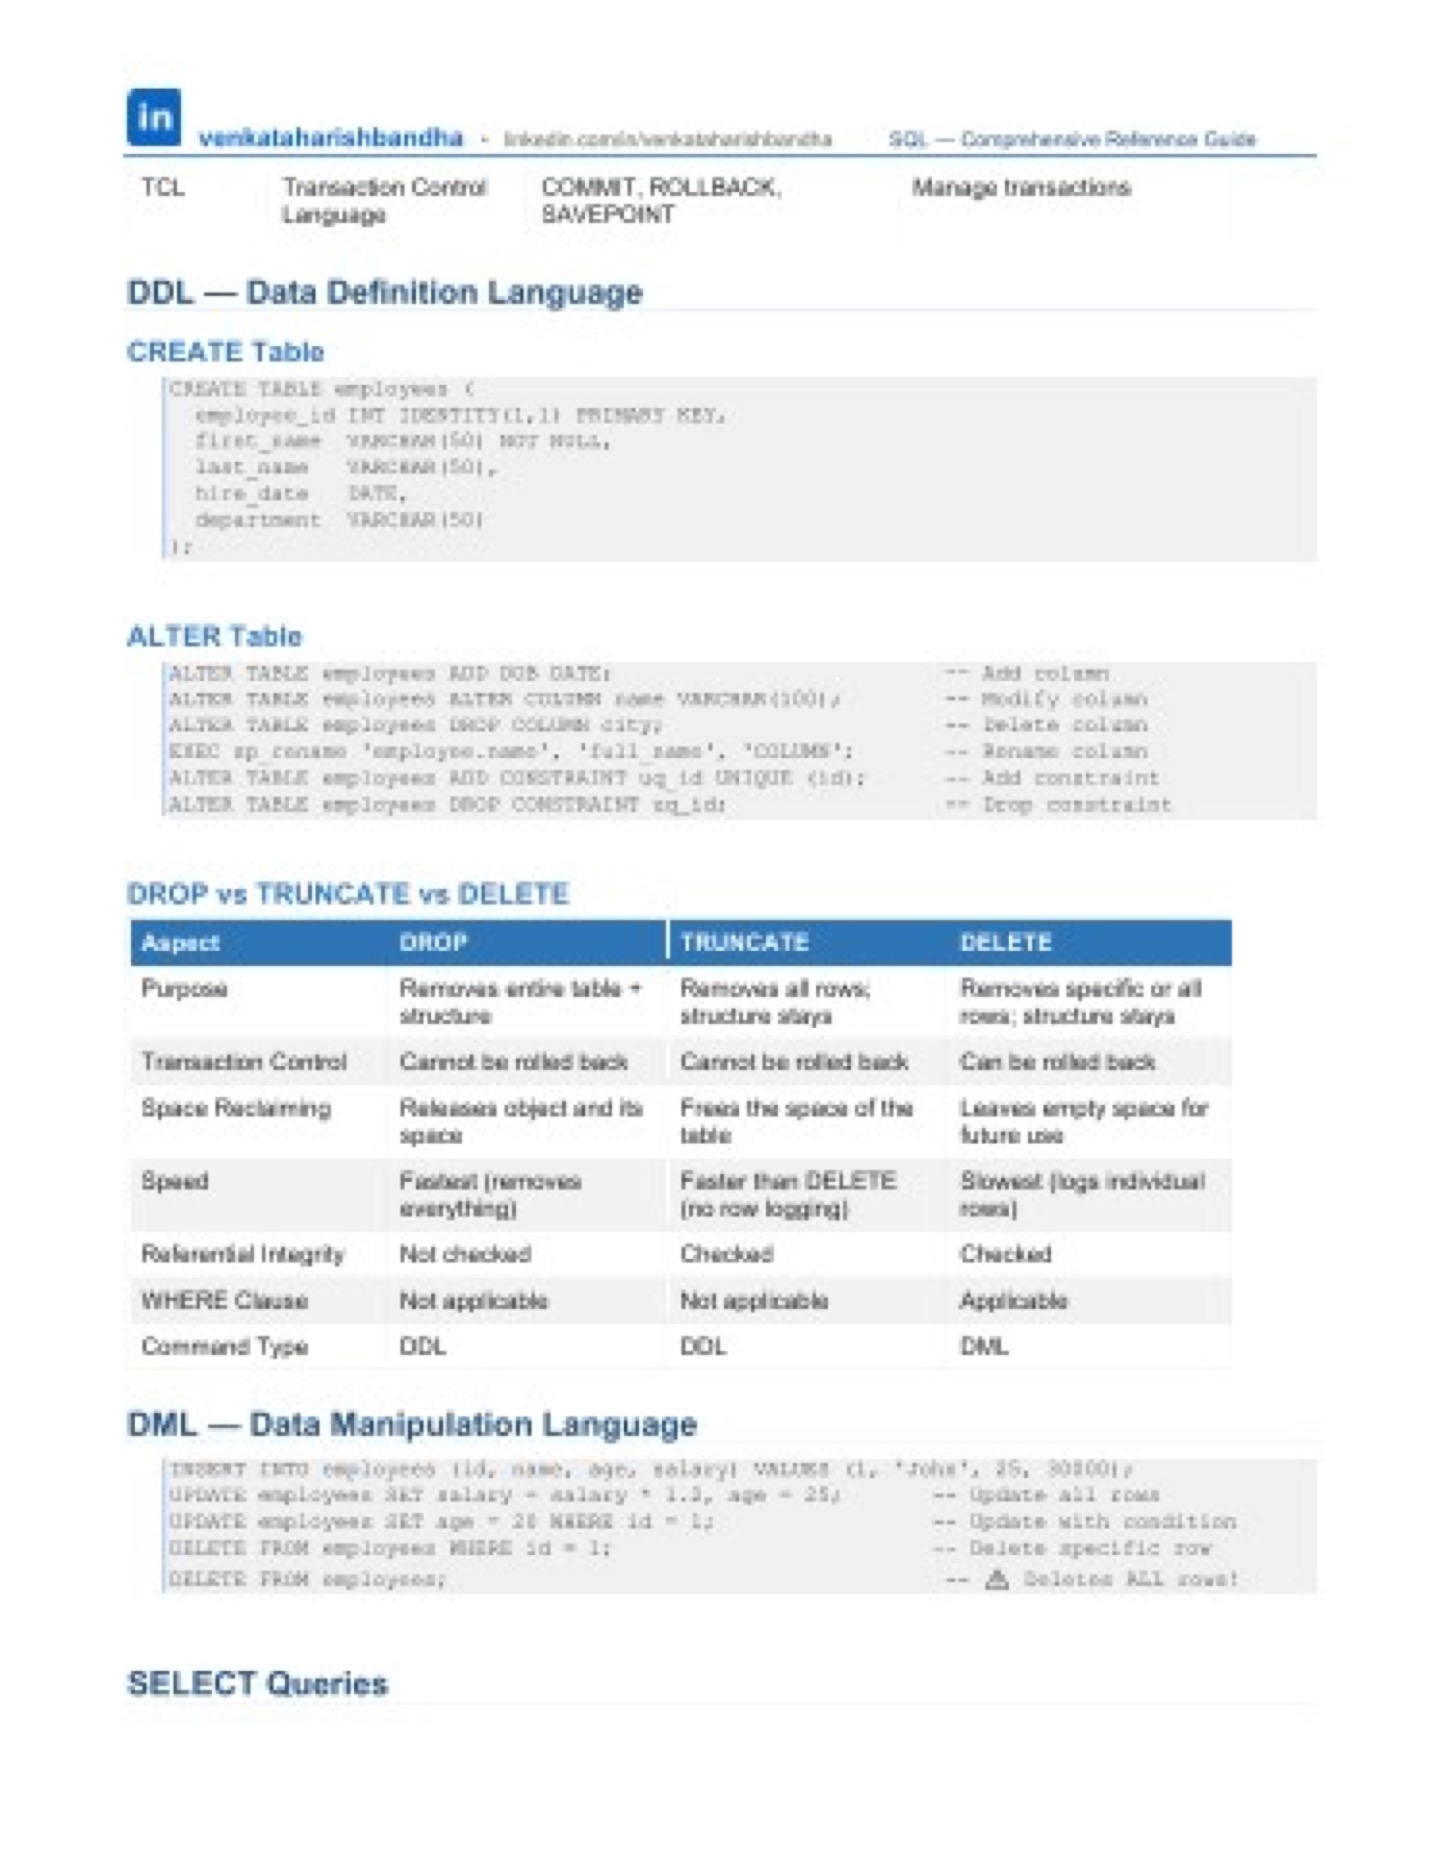 in venkataharishbandha • linkedin.com/in/venkataharishbandha SQL — Comprehensive Reference Guide
TCL Transaction Control Language COMMIT, ROLLBACK, SAVEPOINT Manage transactions
DDL — Data Definition Language
CREATE Table
CREATE TABLE employees (
employee_id INT IDENTITY(1,1) PRIMARY KEY,
first_name VARCHAR(50) NOT NULL,
last_name VARCHAR(50),
hire_date DATE,
department VARCHAR(50)
);
ALTER Table
ALTER TABLE employees ADD DOB DATE; -- Add column
ALTER TABLE employees ALTER COLUMN name VARCHAR(100); -- Modify column
ALTER TABLE employees DROP COLUMN city; -- Delete column
EXEC sp_rename 'employee.name', 'full_name', 'COLUMN'; -- Rename column
ALTER TABLE employees ADD CONSTRAINT uq_id UNIQUE (id); -- Add constraint
ALTER TABLE employees DROP CONSTRAINT uq_id; -- Drop constraint
DROP vs TRUNCATE vs DELETE
Aspect DROP TRUNCATE DELETE
Purpose Removes entire table + structure Removes all rows; structure stays Removes specific or all rows; structure stays
Transaction Control Cannot be rolled back Cannot be rolled back Can be rolled back
Space Reclaiming Releases object and its space Frees the space of the table Leaves empty space for future use
Speed Fastest (removes everything) Faster than DELETE (no row logging) Slowest (logs individual rows)
Referential Integrity Not checked Checked Checked
WHERE Clause Not applicable Not applicable Applicable
Command Type DDL DDL DML
DML — Data Manipulation Language
INSERT INTO employees (id, name, age, salary) VALUES (1, 'John', 25, 30000);
UPDATE employees SET salary = salary * age = 25; -- Update all rows
UPDATE employees SET age = 20 WHERE id = 1; -- Update with condition
DELETE FROM employees WHERE id = 1; -- Delete specific row
DELETE FROM employees; -- ⚠ Deletes ALL rows!
SELECT Queries